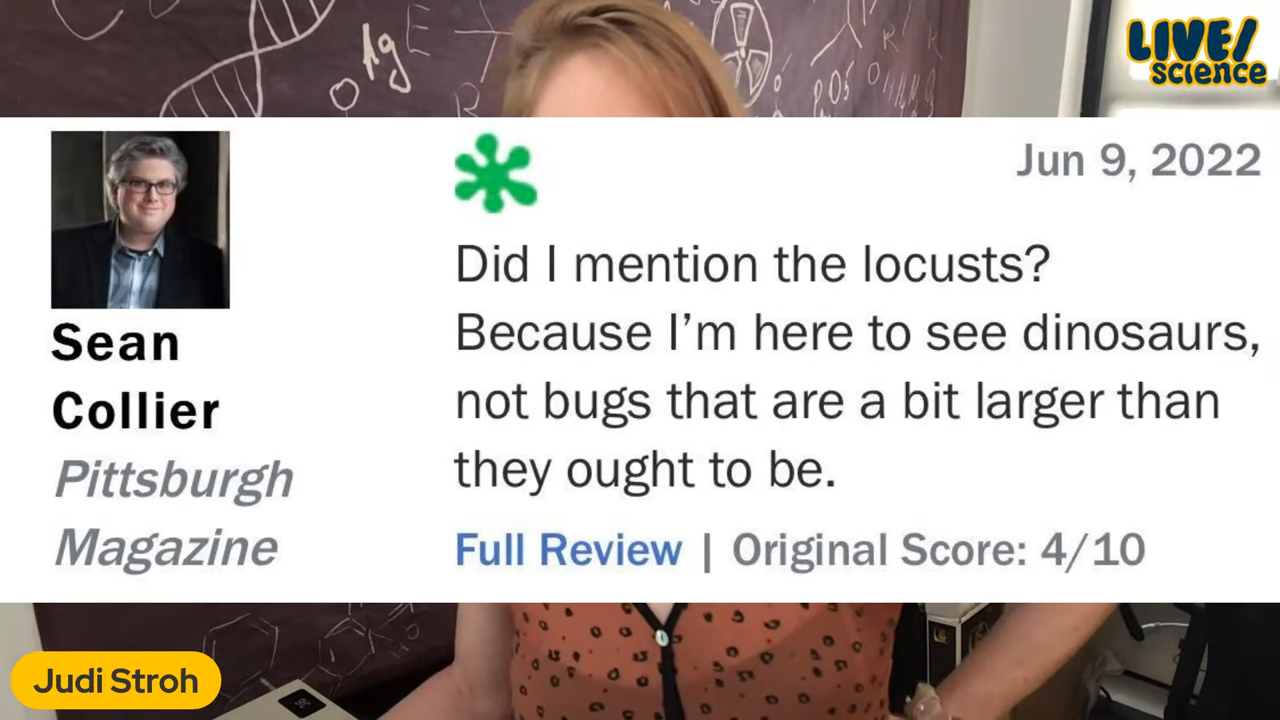 LIVE/
science
Ag
Jun 9, 2022
Did I mention the locusts?
Because I’m here to see dinosaurs,
not bugs that are a bit larger than
they ought to be.
Full Review | Original Score: 4/10
Sean
Collier
Pittsburgh
Magazine
Judi Stroh